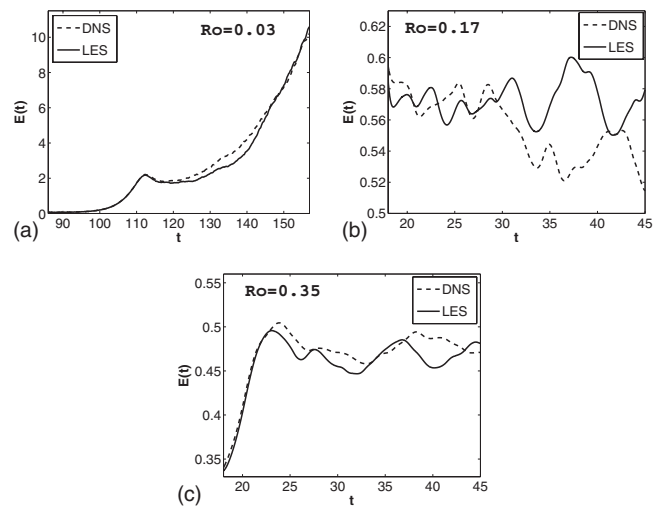 DNS
LES
Ro=0.03
E(t)
10
8
6
4
2
0
90 100 110 120 130 140 150
t
(a)
Ro=0.17
DNS
LES
E(t)
0.62
0.6
0.58
0.56
0.54
0.52
0.5
20 25 30 35 40 45
t
(b)
Ro=0.35
DNS
LES
E(t)
0.55
0.5
0.45
0.4
0.35
20 25 30 35 40 45
t
(c)